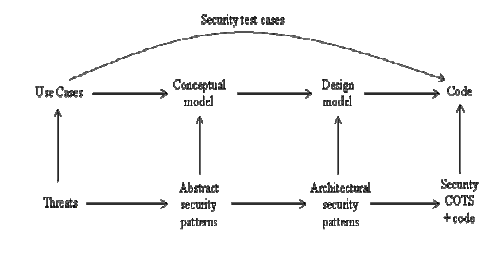 Security test cases
Use Cases
Conceptual
model
Design
model
Code
Threats
Abstract
security
patterns
Architectural
security
patterns
Security
COTS
+ code